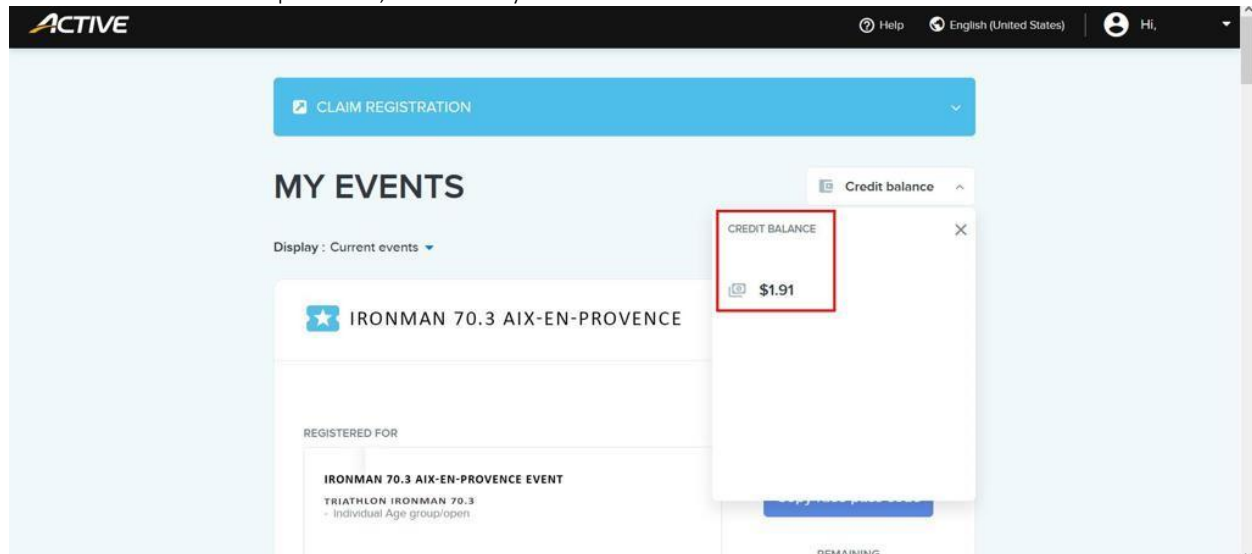 ACTIVE
Help
English (United States)
Hi,
CLAIM REGISTRATION
MY EVENTS
Credit balance
Display : Current events
CREDIT BALANCE
$1.91
IRONMAN 70.3 AIX-EN-PROVENCE
REGISTERED FOR
IRONMAN 70.3 AIX-EN-PROVENCE EVENT
TRIATHLON IRONMAN 70.3
- Individual Age group/open
REMAINING